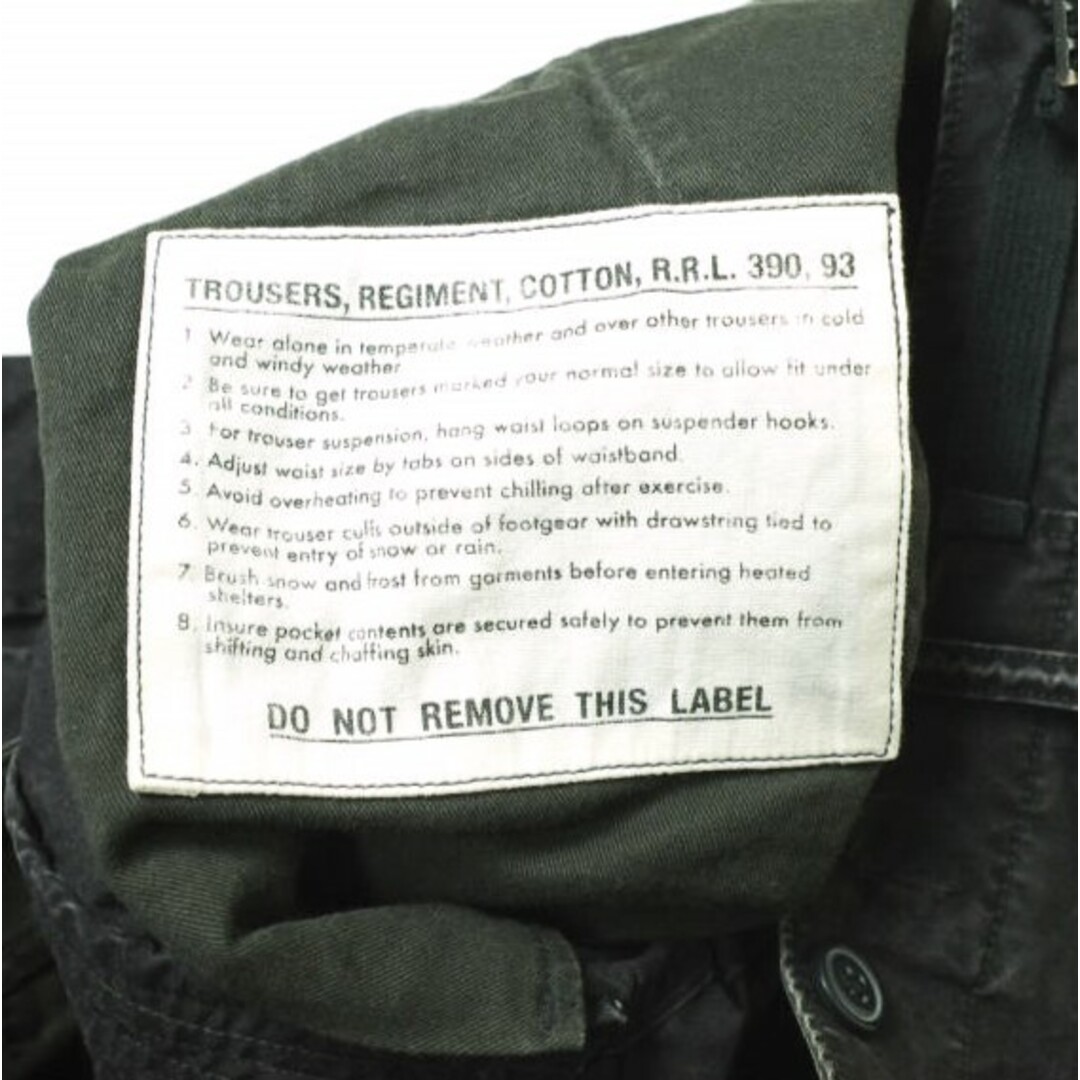 TROUSERS, REGIMENT, COTTON, R.R.L. 390, 93
1 Wear alone in temperate weather and over other trousers in cold
and windy weather
2 Be sure to get trousers marked your normal size to allow fit under
all conditions.
3 For trouser suspension, hang waist loops on suspender hooks.
4. Adjust waist size by tabs on sides of waistband.
5. Avoid overheating to prevent chilling after exercise.
6. Wear trouser cuffs outside of footgear with drawstring tied to
prevent entry of snow or rain.
7 Brush snow and frost from garments before entering heated
shelters.
8. Insure pocket contents are secured safely to prevent them from
shifting and chaffing skin.
DO NOT REMOVE THIS LABEL